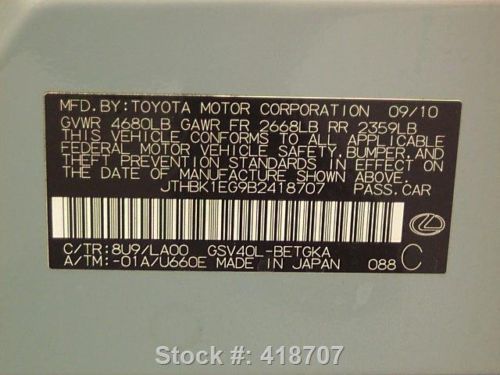 MFD.BY:TOYOTA MOTOR CORPORATION 09/10
GVWR 4680LB GAWR FR 2668LB RR 2359LB
THIS VEHICLE CONFORMS TO ALL APPLICABLE
FEDERAL MOTOR VEHICLE SAFETY,BUMPER,AND
THEFT PREVENTION STANDARDS IN EFFECT ON
THE DATE OF MANUFACTURE SHOWN ABOVE.
JTHBK1EG9B2418707 PASS.CAR
C/TR:8U9/LA00 GSV40L-BETGKA
A/TM:-01A/U660E MADE IN JAPAN 088 C
Stock #: 418707